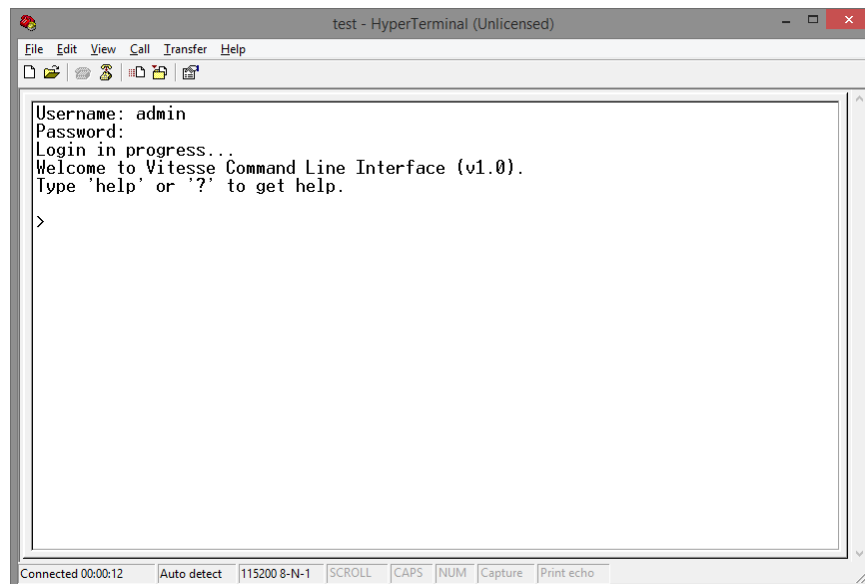 test - HyperTerminal (Unlicensed)
File Edit View Call Transfer Help
Username: admin
Password:
Login in progress...
Welcome to Vitesse Command Line Interface (v1.0).
Type 'help' or '?' to get help.
>
Connected 00:00:12 Auto detect 115200 8-N-1 SCROLL CAPS NUM Capture Print echo